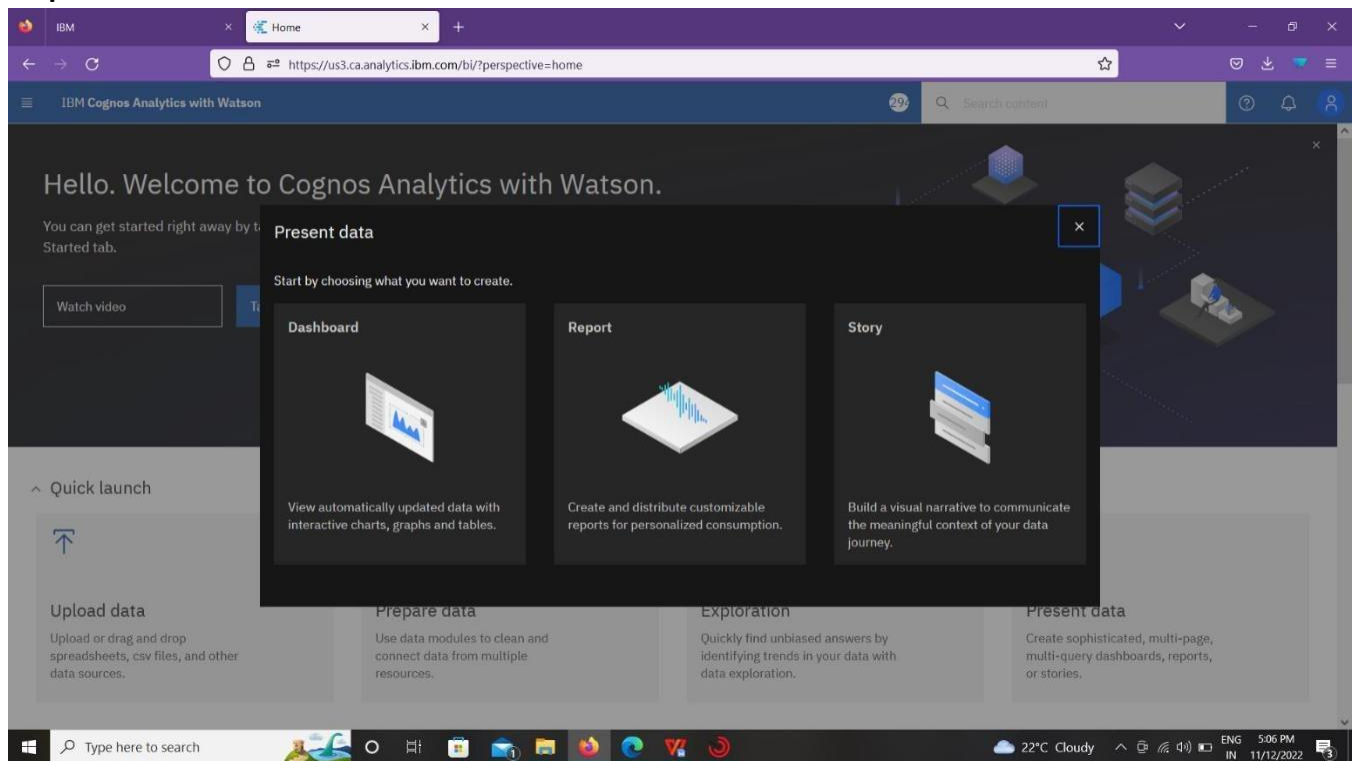 IBM
Home
https://us3.ca.analytics.ibm.com/bi/?perspective=home
IBM Cognos Analytics with Watson
294
Search content
Hello. Welcome to Cognos Analytics with Watson.
You can get started right away by t
Started tab.
Watch video
Ta
Present data
Start by choosing what you want to create.
Dashboard
View automatically updated data with
interactive charts, graphs and tables.
Report
Create and distribute customizable
reports for personalized consumption.
Story
Build a visual narrative to communicate
the meaningful context of your data
journey.
Quick launch
Upload data
Upload or drag and drop
spreadsheets, csv files, and other
data sources.
Prepare data
Use data modules to clean and
connect data from multiple
resources.
Exploration
Quickly find unbiased answers by
identifying trends in your data with
data exploration.
Present data
Create sophisticated, multi-page,
multi-query dashboards, reports,
or stories.
Type here to search
22°C Cloudy
ENG
IN
5:06 PM
11/12/2022